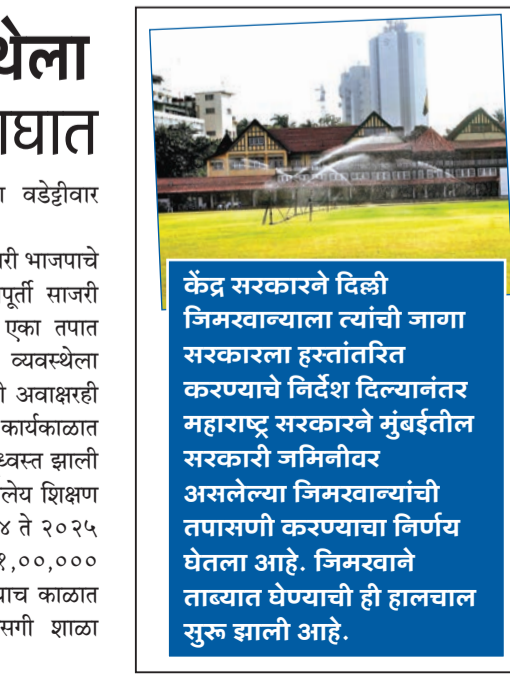 थेला
घात
वडेट्टीवार
री भाजपाचे
पूर्ती साजरी
एका तपात
व्यवस्थेला
ी अवाक्षरही
कार्यकाळात
ध्वस्त झाली
लेय शिक्षण
४ ते २०२५
१,००,०००
याच काळात
सगी शाळा
केंद्र सरकारने दिल्ली
जिमखान्याला त्यांची जागा
सरकारला हस्तांतरित
करण्याचे निर्देश दिल्यानंतर
महाराष्ट्र सरकारने मुंबईतील
सरकारी जमिनीवर
असलेल्या जिमखान्यांची
तपासणी करण्याचा निर्णय
घेतला आहे. जिमखाने
ताब्यात घेण्याची ही हालचाल
सुरू झाली आहे.